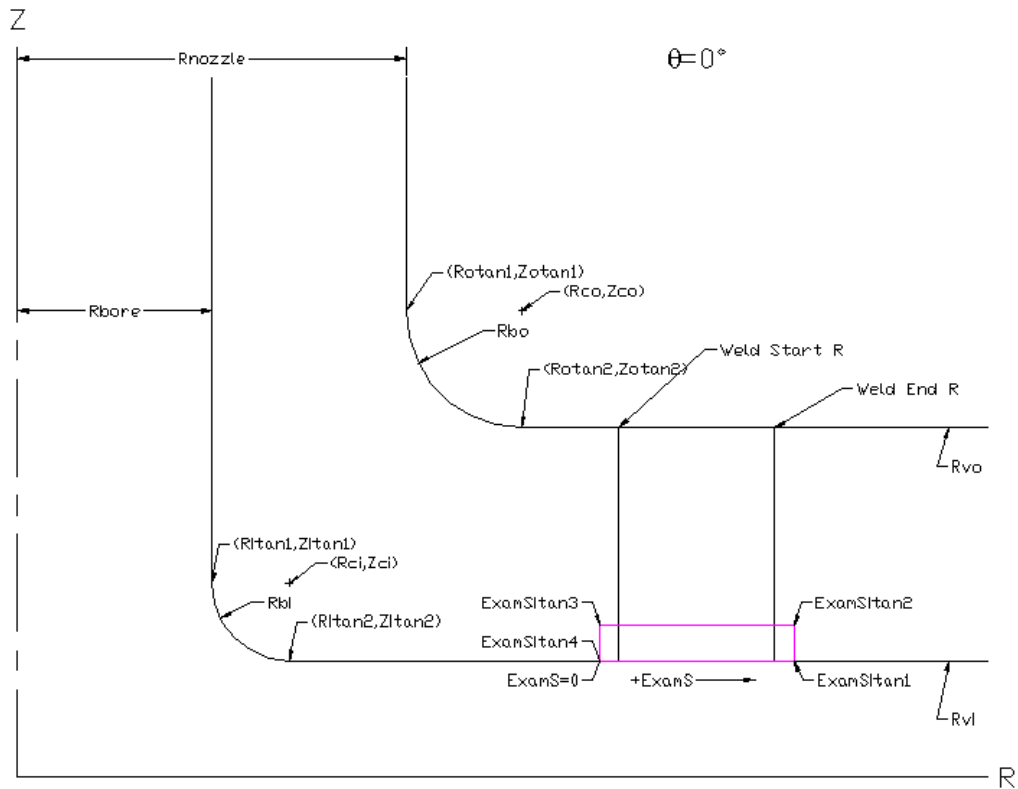 Z
Rnozzle
θ=0°
(Rotan1,Zotan1)
(Rco,Zco)
Rbore
Rbo
Weld Start R
(Rotan2,Zotan2)
Weld End R
Rvo
(RItan1,ZItan1)
(Rci,Zci)
RbI
ExamSItan3
ExamSItan2
(RItan2,ZItan2)
ExamSItan4
ExamS=0
+ExamS
ExamSItan1
RvI
R